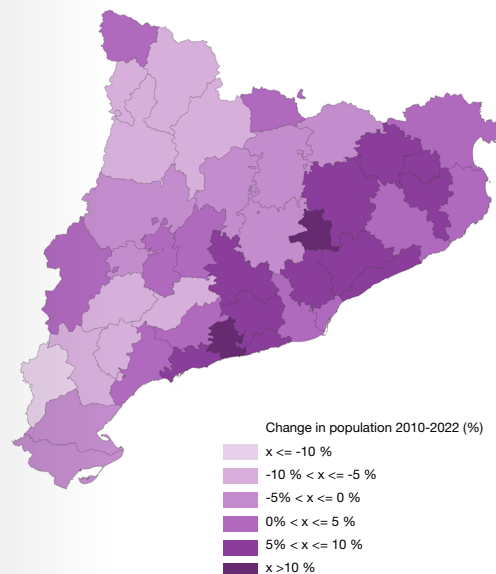 Change in population 2010-2022 (%)
x <= -10 %
-10 % < x <= -5 %
-5% < x <= 0 %
0% < x <= 5 %
5% < x <= 10 %
x >10 %